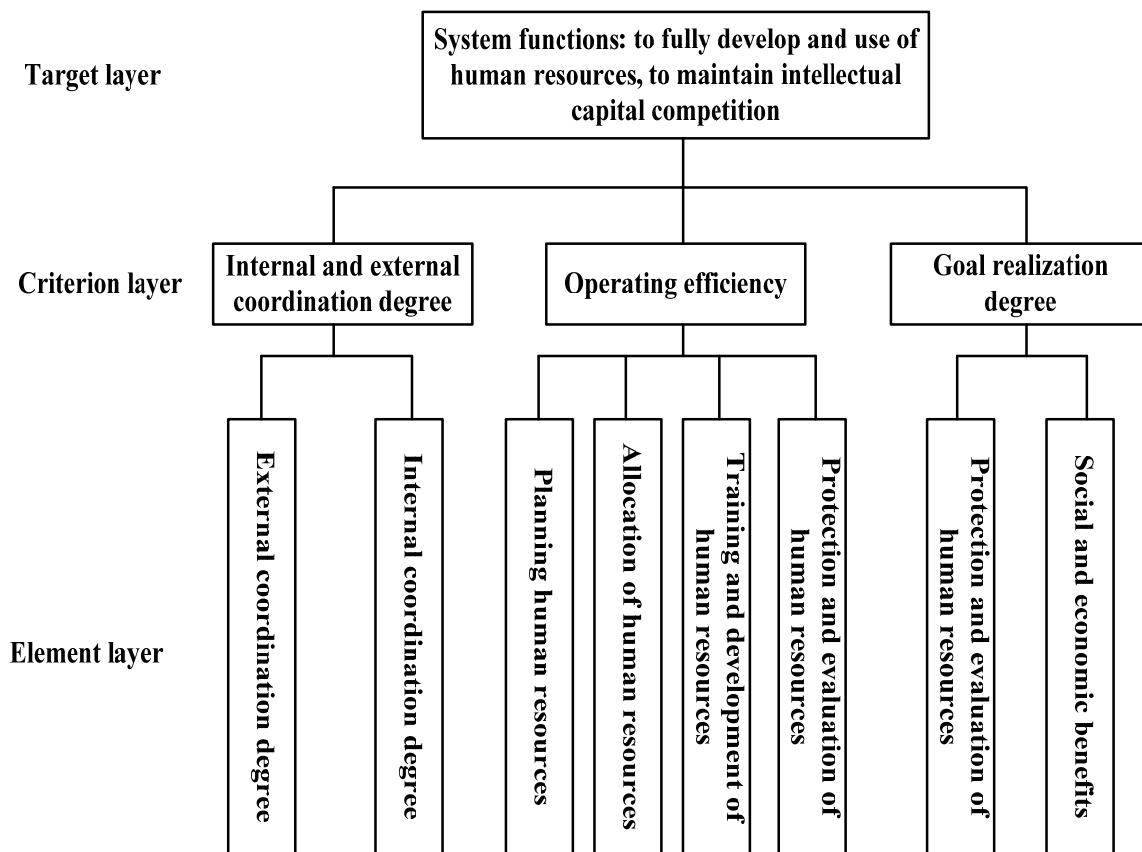 Target layer
System functions: to fully develop and use of
human resources, to maintain intellectual
capital competition
Criterion layer
Internal and external
coordination degree
Operating efficiency
Goal realization
degree
Element layer
External coordination degree
Internal coordination degree
Planning human resources
Allocation of human resources
Training and development of
human resources
Protection and evaluation of
human resources
Protection and evaluation of
human resources
Social and economic benefits